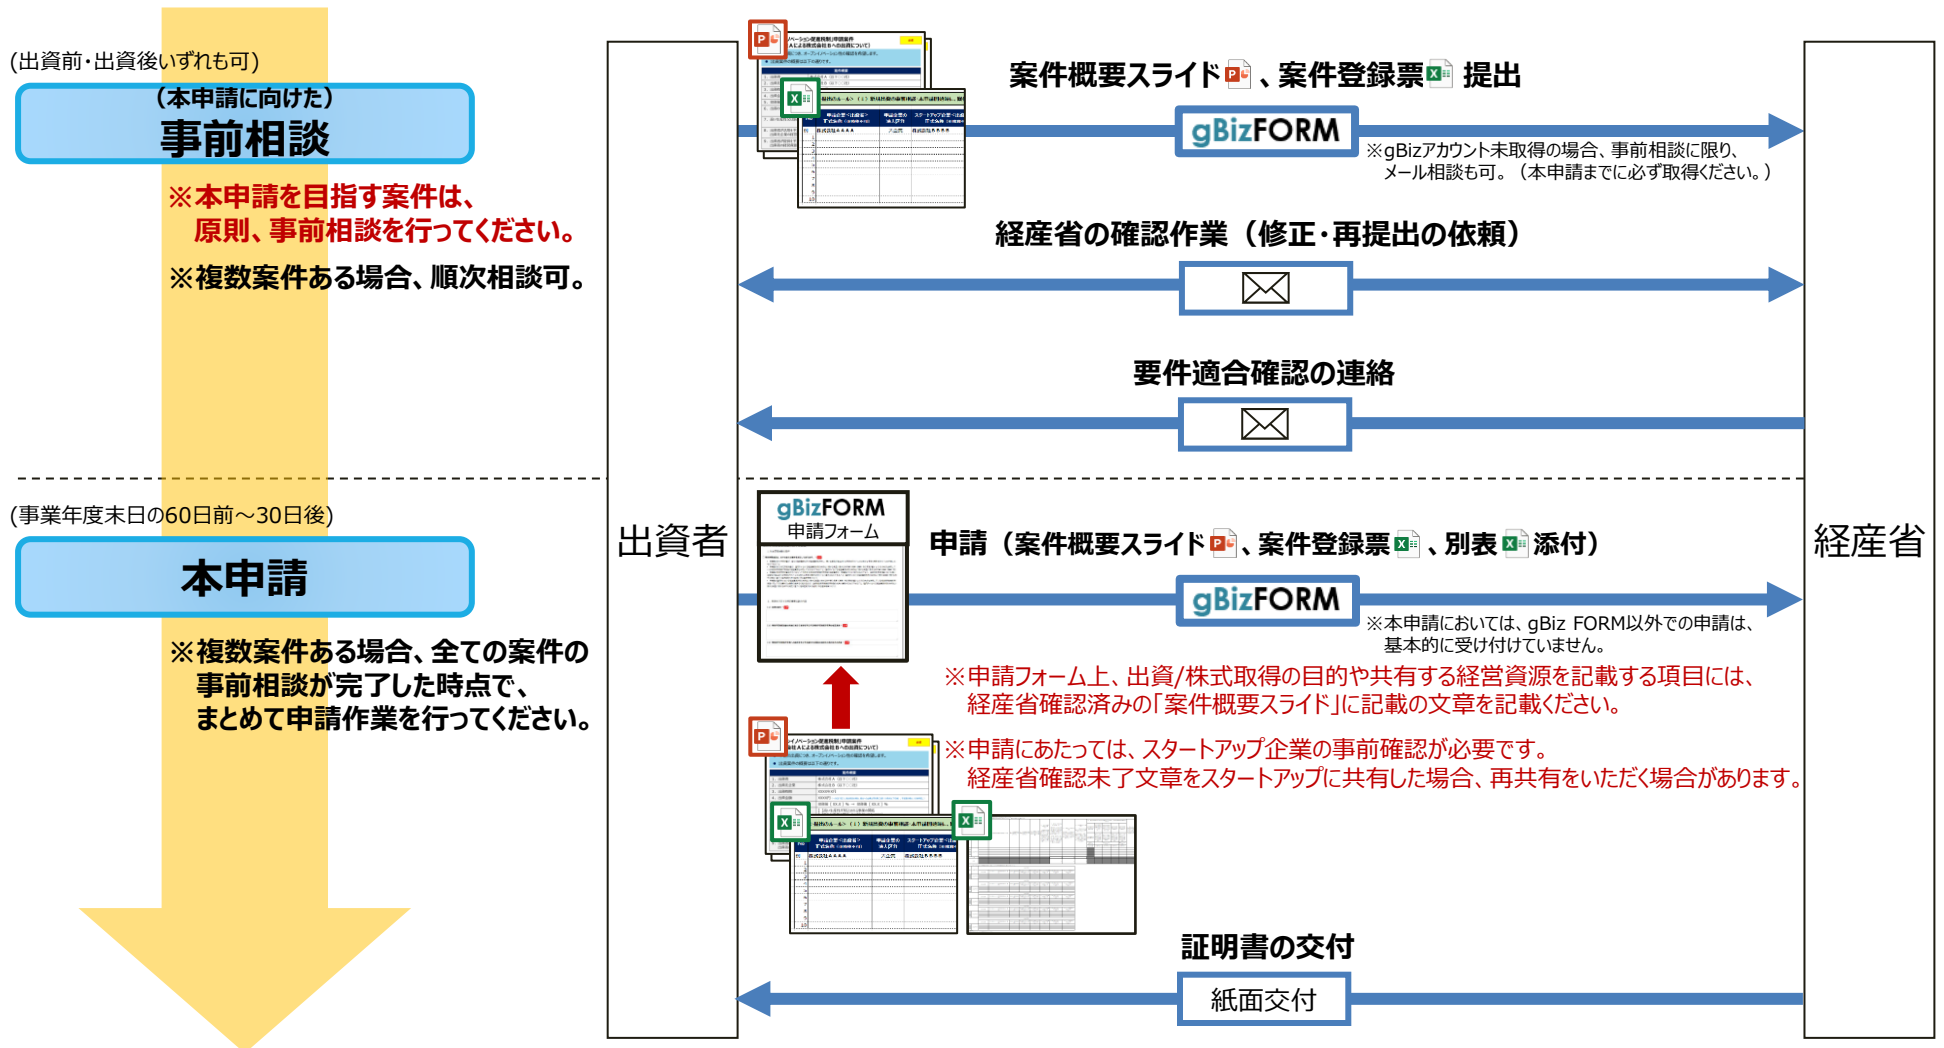 (出資前・出資後いずれも可)
（本申請に向けた）
事前相談
※本申請を目指す案件は、
原則、事前相談を行ってください。
※複数案件ある場合、順次相談可。
案件概要スライド、案件登録票 提出
gBizFORM
※gBizアカウント未取得の場合、事前相談に限り、
メール相談も可。（本申請までに必ず取得ください。）
経産省の確認作業（修正・再提出の依頼）
要件適合確認の連絡
出資者
経産省
(事業年度末日の60日前～30日後)
本申請
※複数案件ある場合、全ての案件の
事前相談が完了した時点で、
まとめて申請作業を行ってください。
gBizFORM
申請フォーム
申請（案件概要スライド、案件登録票、別表添付）
gBizFORM
※本申請においては、gBiz FORM以外での申請は、
基本的に受け付けていません。
※申請フォーム上、出資/株式取得の目的や共有する経営資源を記載する項目には、
経産省確認済みの「案件概要スライド」に記載の文章を記載ください。
※申請にあたっては、スタートアップ企業の事前確認が必要です。
経産省確認未了文章をスタートアップに共有した場合、再共有をいただく場合があります。
証明書の交付
紙面交付